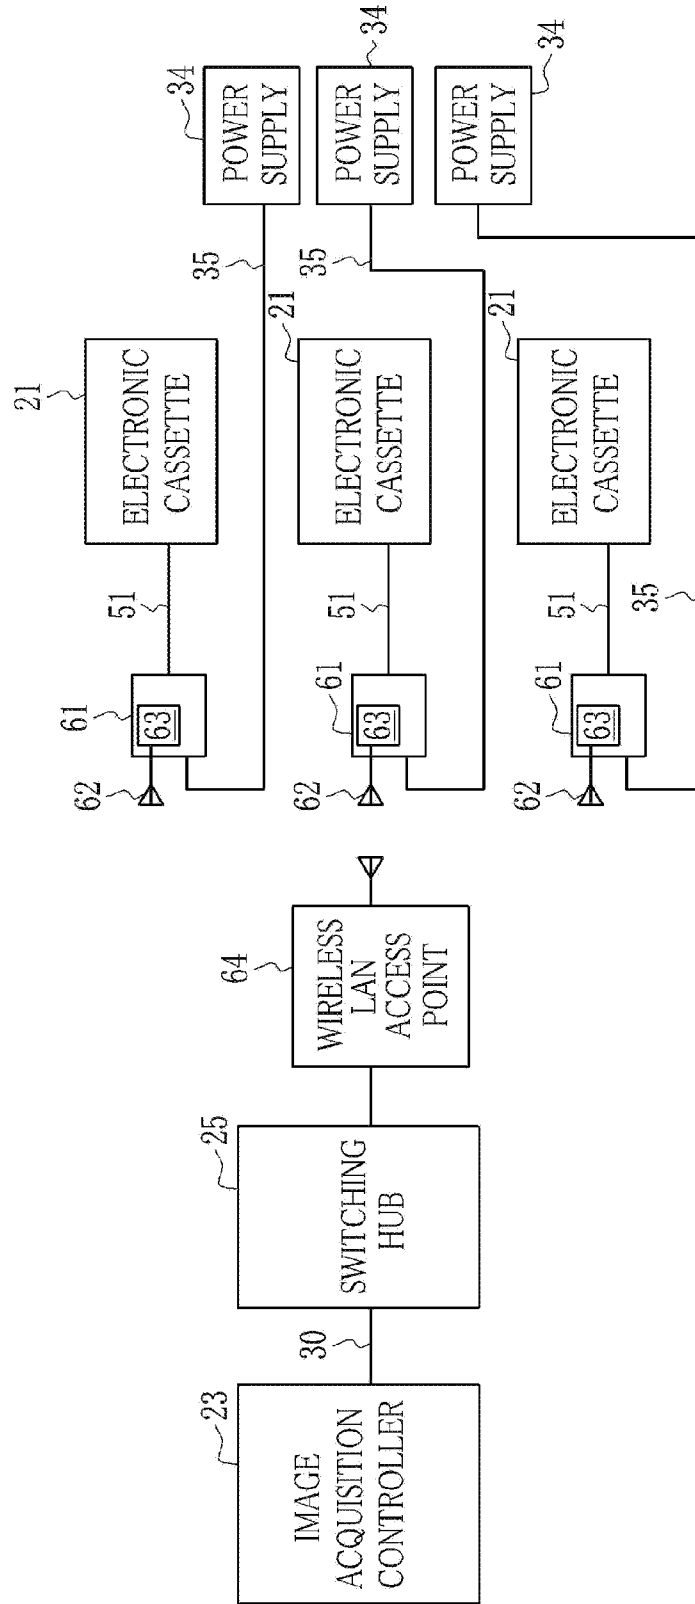 21
ELECTRONIC
CASSETTE
51
61
63
62
35
34
POWER
SUPPLY
21
ELECTRONIC
CASSETTE
51
61
63
62
35
34
POWER
SUPPLY
21
ELECTRONIC
CASSETTE
51
61
63
62
35
34
POWER
SUPPLY
64
WIRELESS
LAN
ACCESS
POINT
25
SWITCHING
HUB
30
23
IMAGE
ACQUISITION
CONTROLLER